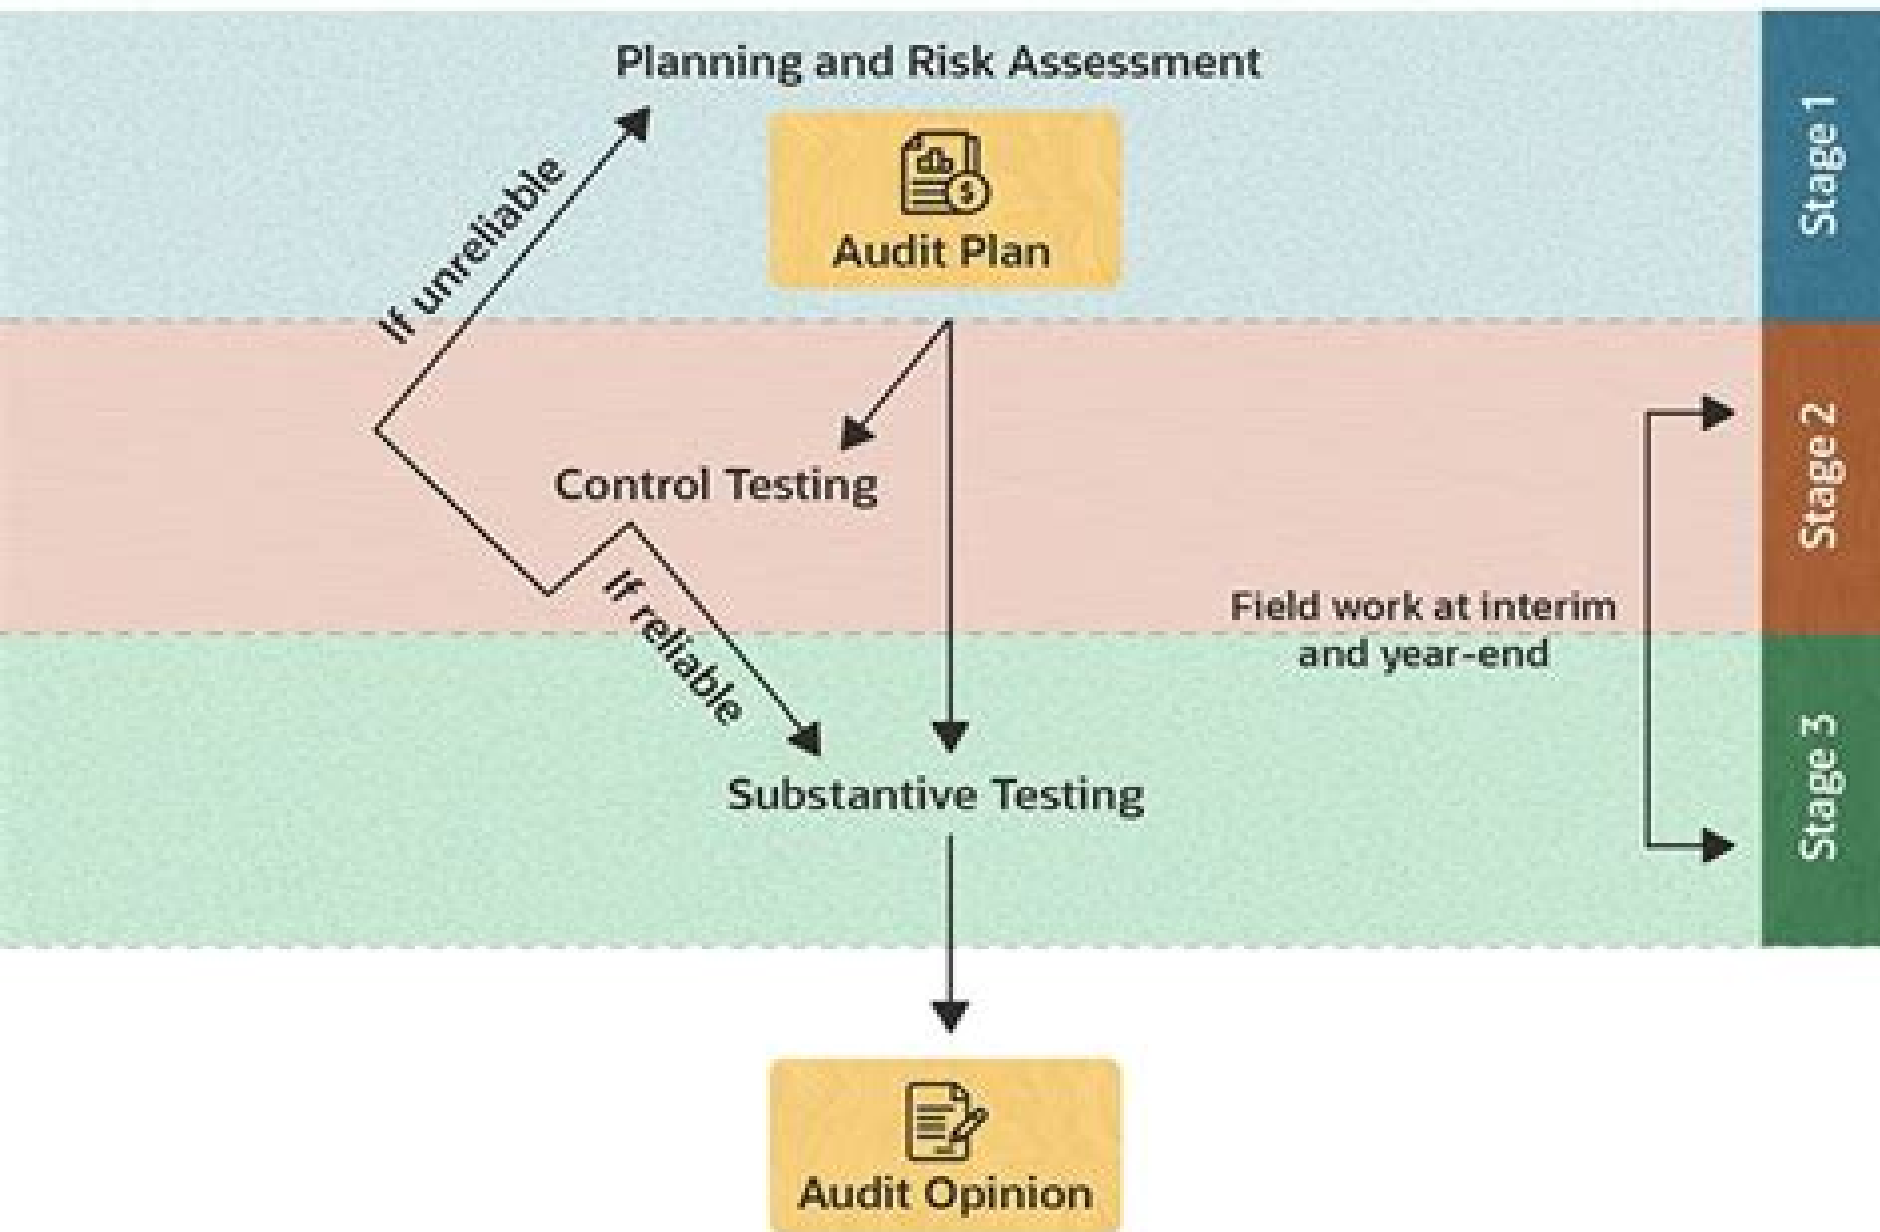 Planning and Risk Assessment
Stage 1
If unreliable
$
Audit Plan
Control Testing
Stage 2
If reliable
Field work at interim
and year-end
Substantive Testing
Stage 3
Audit Opinion